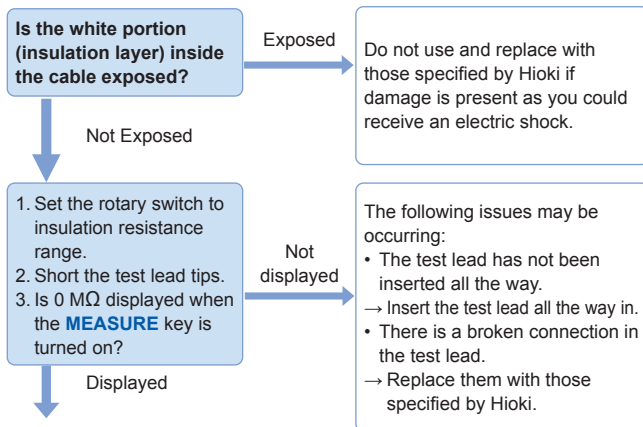 Is the white portion
(insulation layer) inside
the cable exposed?
Exposed
Do not use and replace with
those specified by Hioki if
damage is present as you could
receive an electric shock.
Not Exposed
1. Set the rotary switch to
insulation resistance
range.
2. Short the test lead tips.
3. Is 0 MΩ displayed when
the MEASURE key is
turned on?
Not
displayed
The following issues may be
occurring:
• The test lead has not been
inserted all the way.
→ Insert the test lead all the way in.
• There is a broken connection in
the test lead.
→ Replace them with those
specified by Hioki.
Displayed